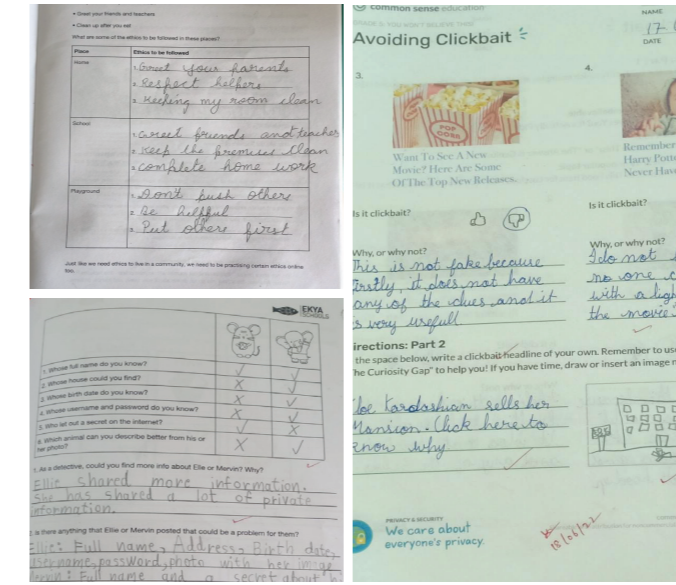 • Greet your friends and teachers
• Clean up after you eat
What are some of the ethics to be followed in these places?
Place Ethics to be followed
Home
1. Greet your parents
2. Respect helpers
3. Keeping my room clean
School
1. Greet friends and teacher
2. Keep the premises clean
3. complete home work
Playground
1. Don't push others
2. Be helpful
3. Put others first
Just like we need ethics to live in a community, we need to be practising certain ethics online
too.
EKYA
SCHOOLS
1. Whose full name do you know?
2. Whose house could you find?
3. Whose birth date do you know?
4. Whose username and password do you know?
5. Who let out a secret on the internet?
6. Which animal can you describe better from his or
her photo?
1. As a detective, could you find more info about Ellie or Mervin? Why?
Ellie shared more information.
She has shared a lot of private
information.
2. Is there anything that Ellie or Mervin posted that could be a problem for them?
Ellie: Full name, Address, Birth date,
username, password, photo with her image
Full name and a secret about
common sense education
Avoiding Clickbait
NAME
17
DATE
3.
POP CORN
Want To See A New
Movie? Here Are Some
Of The Top New Releases.
Is it clickbait?
Why, or why not?
This is not fake because
firstly, it does not have
any of the clues and it
is very usefull
4.
Remember
Harry Pott
Never Hav
Is it clickbait?
Why, or why not?
I do not
no one
with a ligh
the movie
irections: Part 2
the space below, write a clickbait headline of your own. Remember to us
he Curiosity Gap" to help you! If you have time, draw or insert an image
Kardashian sells her
Mansion. Click here to
know why
PRIVACY & SECURITY
We care about
everyone's privacy.
18/06/22